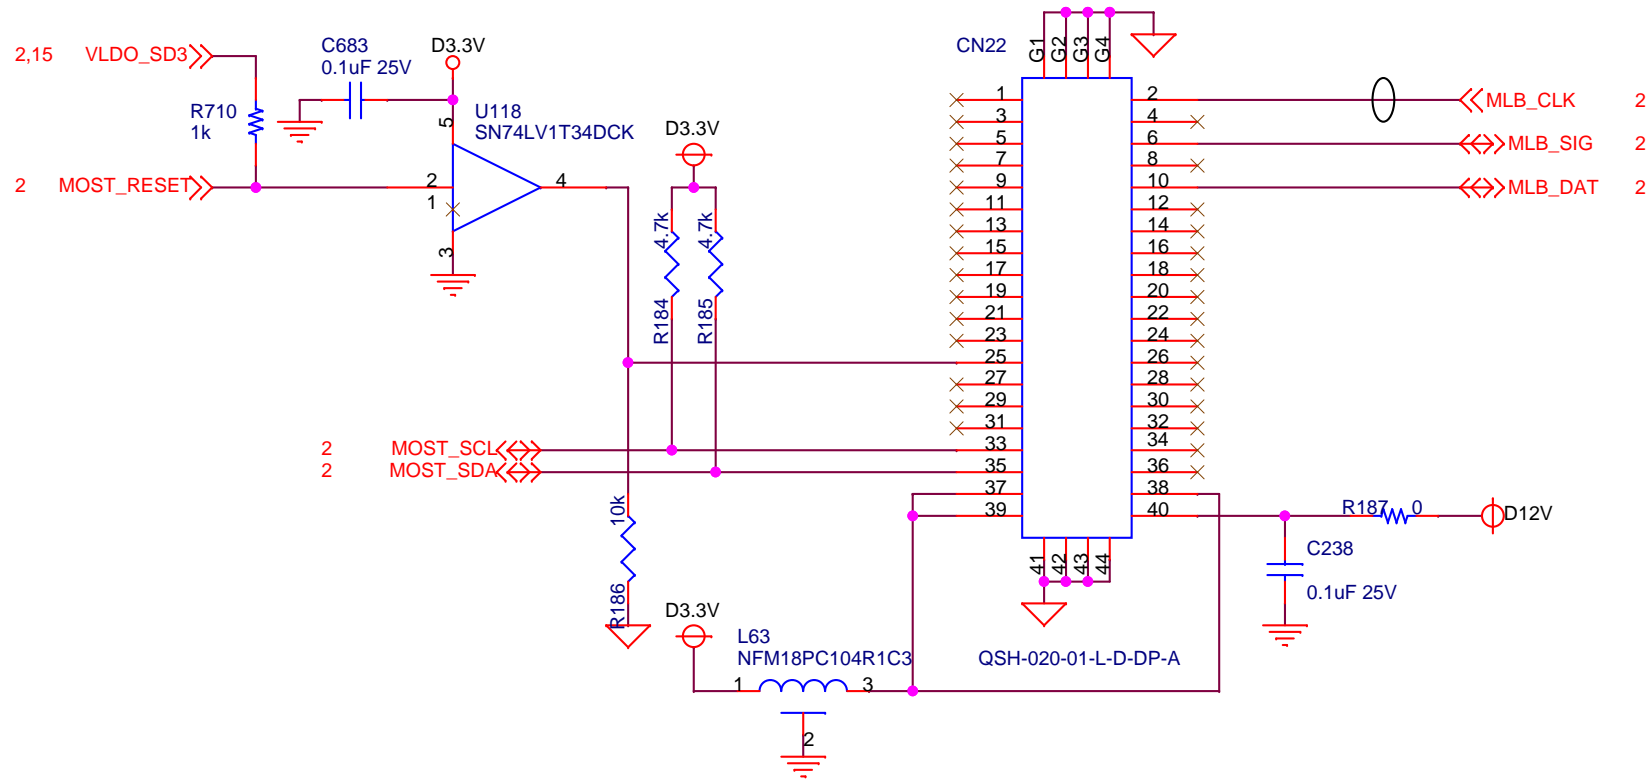 2,15 VLDO_SD3
R710
1k
2 MOST_RESET
C683
0.1uF 25V
D3.3V
U118
SN74LV1T34DCK
5
2
1
4
3
D3.3V
4.7k
4.7k
R184
R185
2 MOST_SCL
2 MOST_SDA
10k
R186
D3.3V
L63
NFM18PC104R1C3
1
3
2
CN22
G1
G2
G3
G4
1 2
3 4
5 6
7 8
9 10
11 12
13 14
15 16
17 18
19 20
21 22
23 24
25 26
27 28
29 30
31 32
33 34
35 36
37 38
39 40
41
42
43
44
QSH-020-01-L-D-DP-A
MLB_CLK 2
MLB_SIG 2
MLB_DAT 2
R187 0
D12V
C238
0.1uF 25V